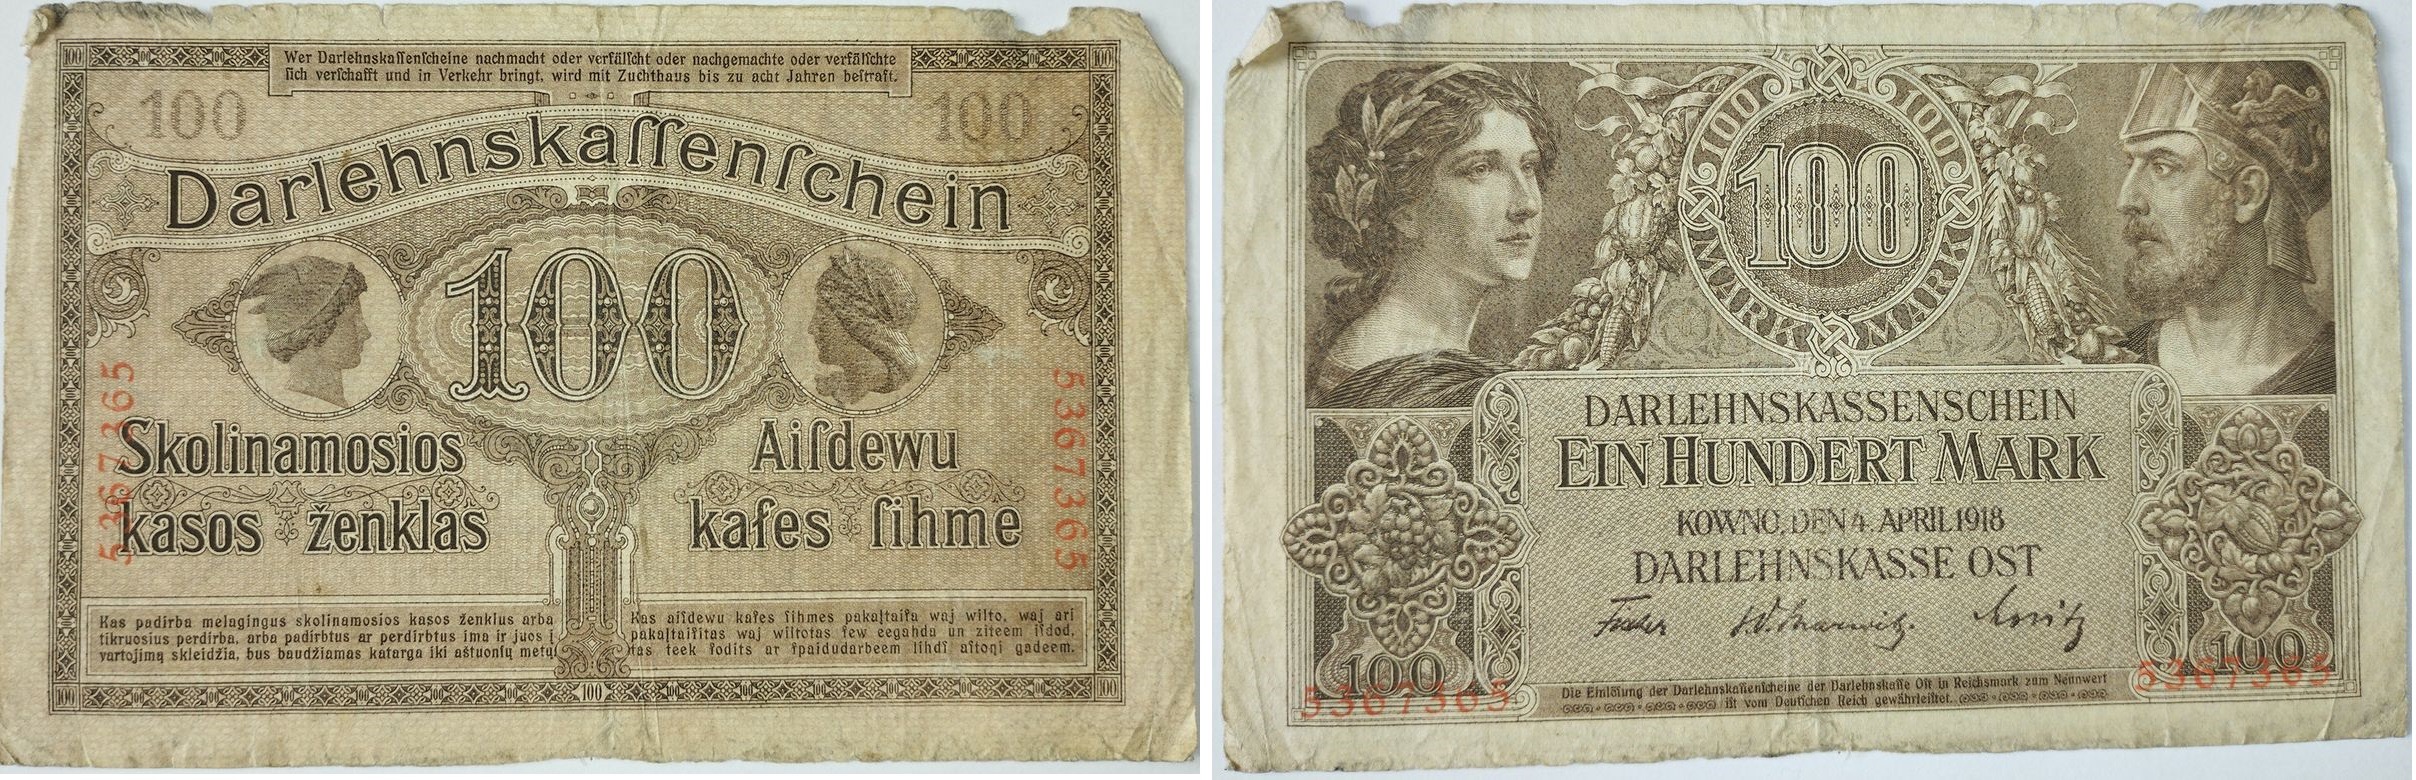 Wer Darlehnskaſſenſcheine nachmacht oder verfälſcht oder nachgemachte oder verfälſchte
ſich verſchafft und in Verkehr bringt, wird mit Zuchthaus bis zu acht Jahren beſtraft.
100 100
Darlehnskaſſenſchein
100
Skolinamosios
kasos ženklas
Aiſdewu
kaſes ſihme
5367365
5367365
Kas padirba melagingus skolinamosios kasos ženklus arba
tikruosius perdirba, arba padirbtus ar perdirbtus ima ir juos į
vartojimą skleidžia, bus baudžiamas katarga iki aštuonių metų.
Kas aiſdewu kaſes ſihmes pakaļtaiſa waj wilto, waj ari
pakaļtaiſitas waj wiltotas ſew eegahda un ziteem iſdod,
tas teek ſodits ar ſpaidudarbeem lihdſ aſtoņi gadeem.
100
100 100
100
MARK MARK
DARLEHNSKASSENSCHEIN
EIN HUNDERT MARK
KOWNO, DEN 4. APRIL 1918
DARLEHNSKASSE OST
100 100
5367365 5367365
Die Einlöſung der Darlehnskaſſenſcheine der Darlehnskaſſe Oſt in Reichsmark zum Nennwert
iſt vom Deutſchen Reich gewährleiſtet.